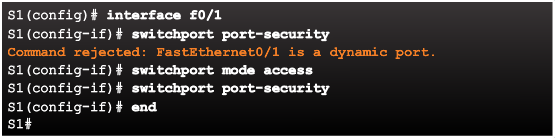 S1(config)# interface f0/1
S1(config-if)# switchport port-security
Command rejected: FastEthernet0/1 is a dynamic port.
S1(config-if)# switchport mode access
S1(config-if)# switchport port-security
S1(config-if)# end
S1#